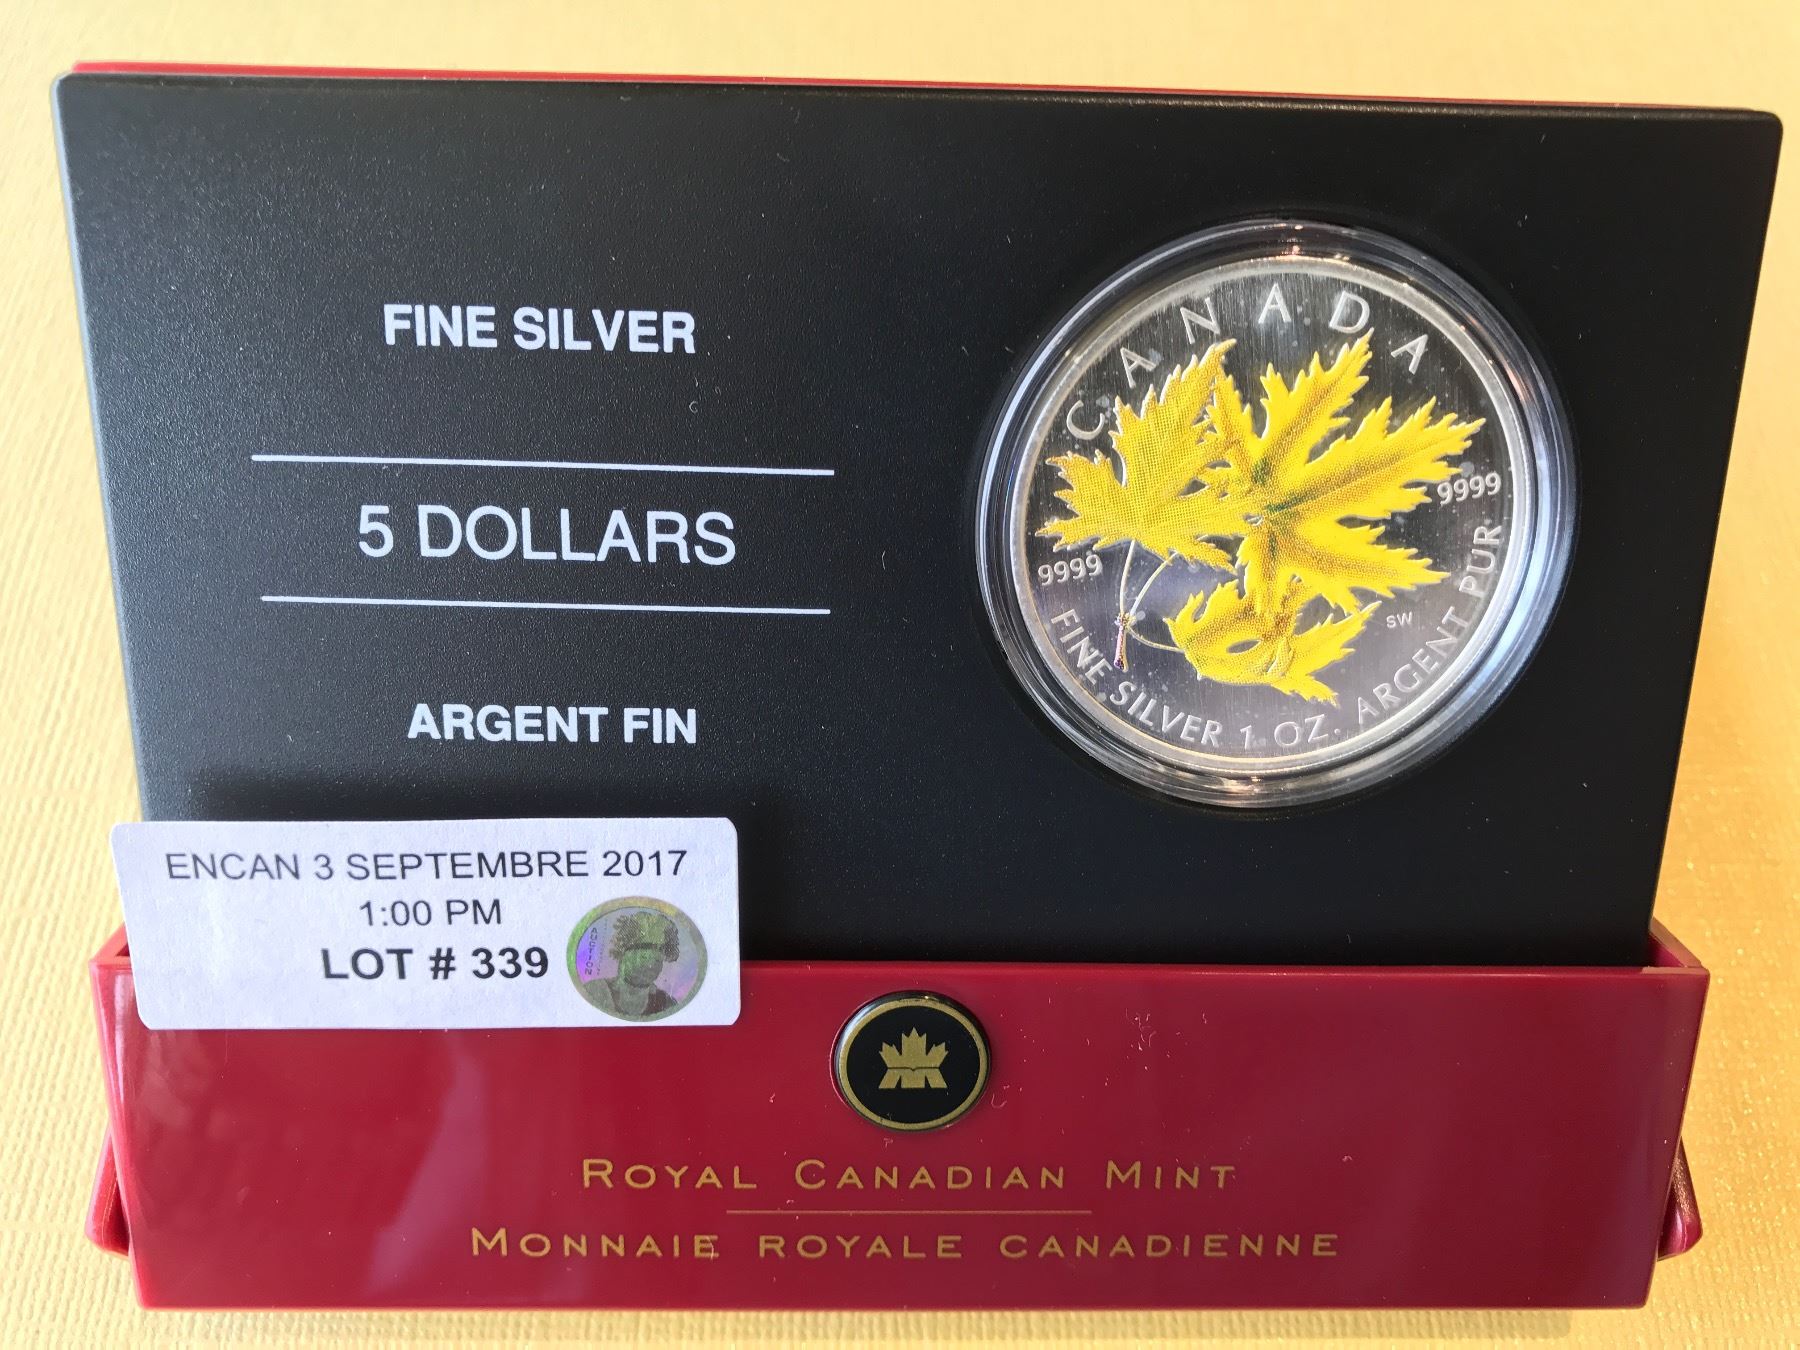 FINE SILVER
5 DOLLARS
ARGENT FIN
CANADA
9999
9999
SW
FINE SILVER 1 OZ. ARGENT PUR
ENCAN 3 SEPTEMBRE 2017
1:00 PM
LOT # 339
AUCTION
ROYAL CANADIAN MINT
MONNAIE ROYALE CANADIENNE